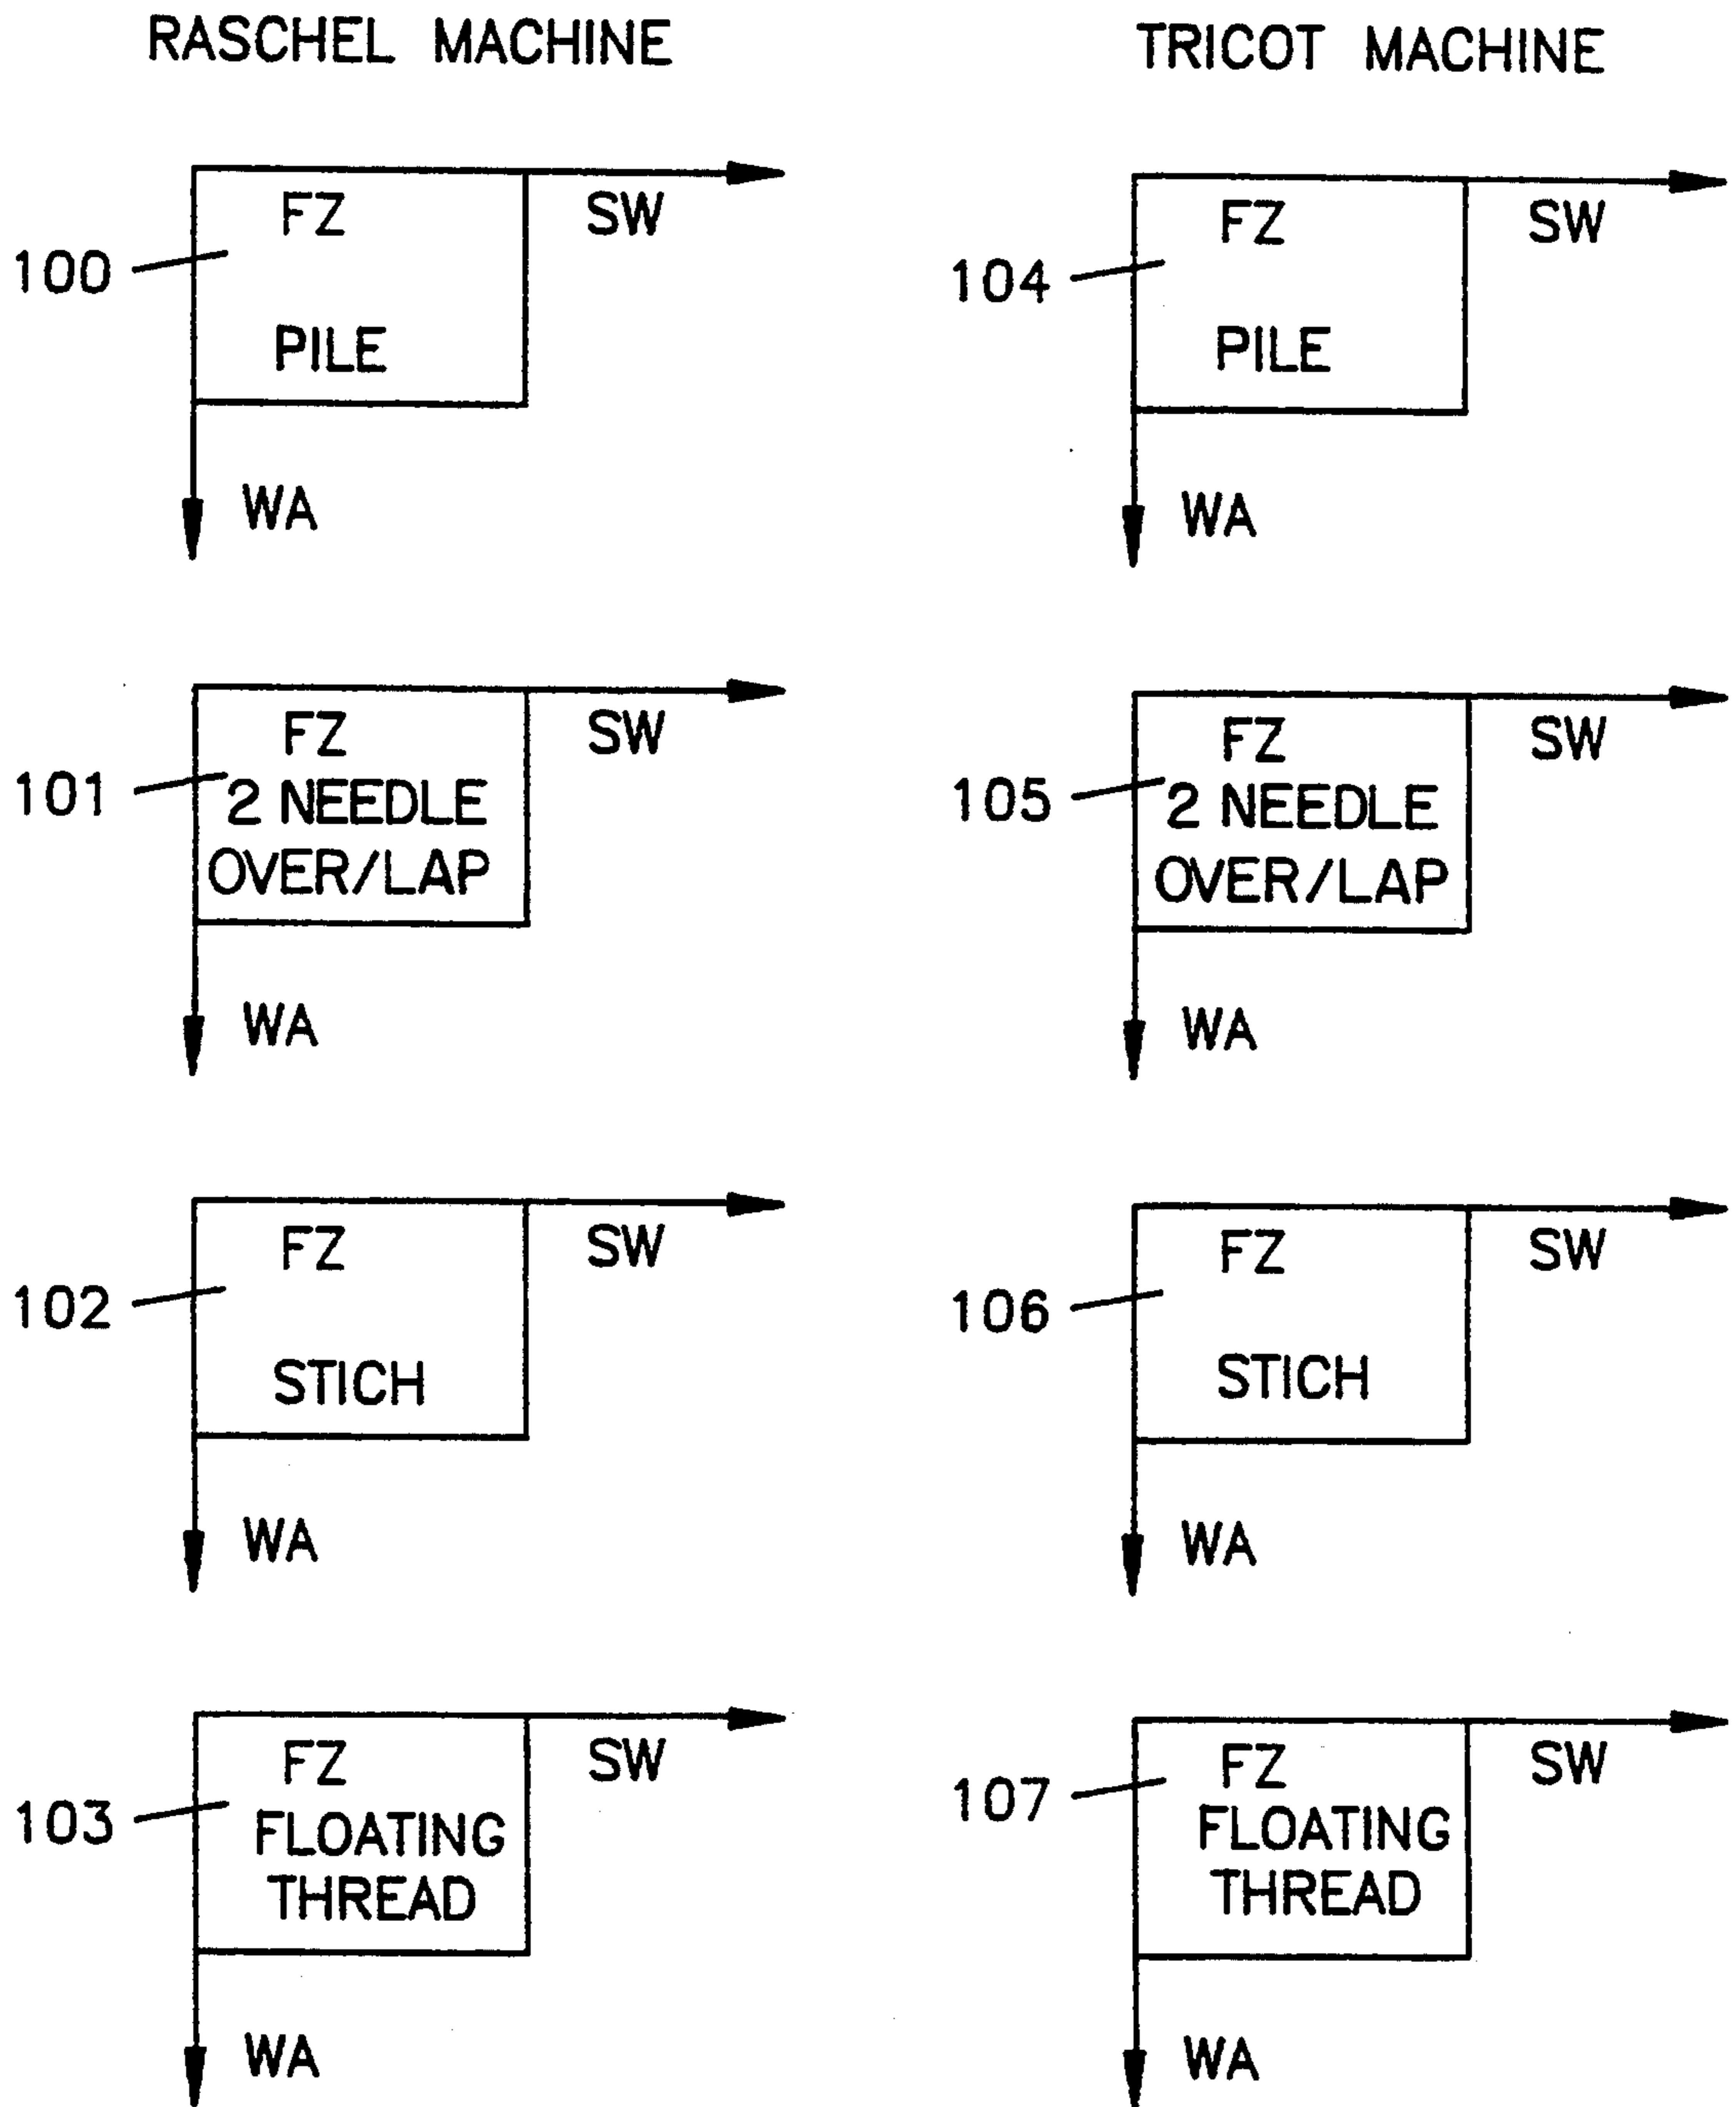 RASCHEL MACHINE
TRICOT MACHINE
FZ
SW
100
PILE
WA
FZ
SW
104
PILE
WA
FZ
SW
101
2 NEEDLE
OVER/LAP
WA
FZ
SW
105
2 NEEDLE
OVER/LAP
WA
FZ
SW
102
STICH
WA
FZ
SW
106
STICH
WA
FZ
SW
103
FLOATING
THREAD
WA
FZ
SW
107
FLOATING
THREAD
WA